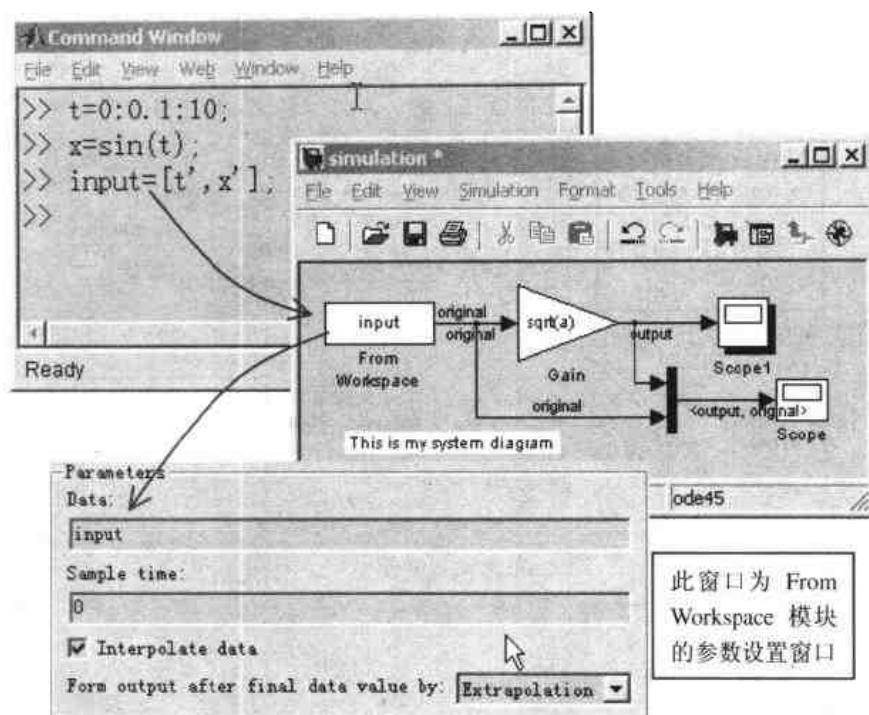 Command Window
File Edit View Web Window Help
>> t=0:0.1:10;
>> x=sin(t);
>> input=[t',x'];
>>
Ready
simulation *
File Edit View Simulation Format Tools Help
input
From
Workspace
original
original
sqrt(a)
Gain
output
Scope1
original
<output, original>
Scope
This is my system diagram
ode45
Parameters
Data:
input
Sample time:
0
Interpolate data
Form output after final data value by: Extrapolation
此窗口为 From
Workspace 模块
的参数设置窗口